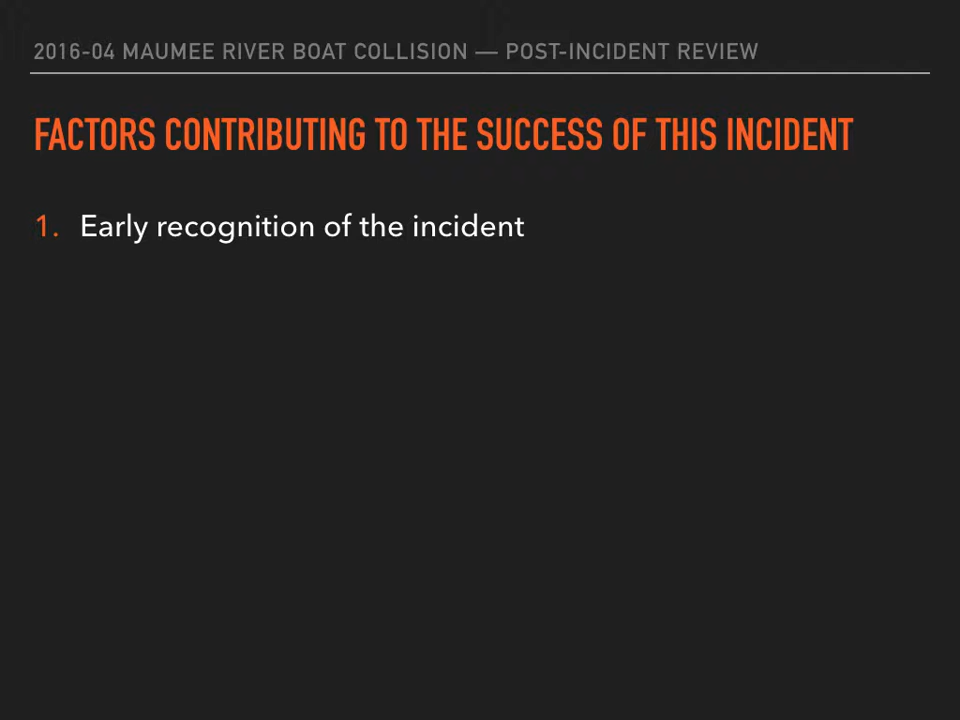 2016-04 MAUMEE RIVER BOAT COLLISION — POST-INCIDENT REVIEW
FACTORS CONTRIBUTING TO THE SUCCESS OF THIS INCIDENT
1. Early recognition of the incident